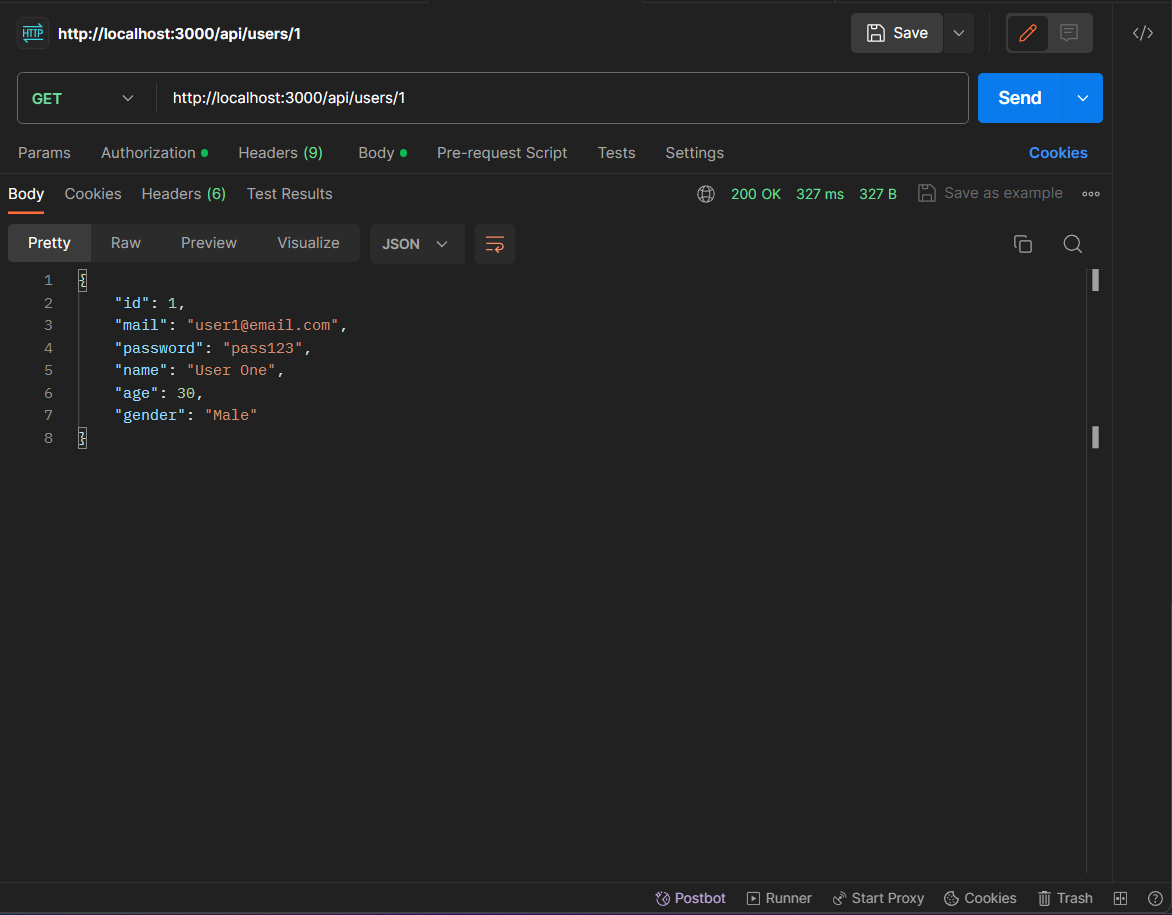 HTTP http://localhost:3000/api/users/1 Save
GET http://localhost:3000/api/users/1 Send
Params Authorization Headers (9) Body Pre-request Script Tests Settings Cookies
Body Cookies Headers (6) Test Results 200 OK 327 ms 327 B Save as example
Pretty Raw Preview Visualize JSON
1 {
2 "id": 1,
3 "mail": "user1@email.com",
4 "password": "pass123",
5 "name": "User One",
6 "age": 30,
7 "gender": "Male"
8 }
Postbot Runner Start Proxy Cookies Trash